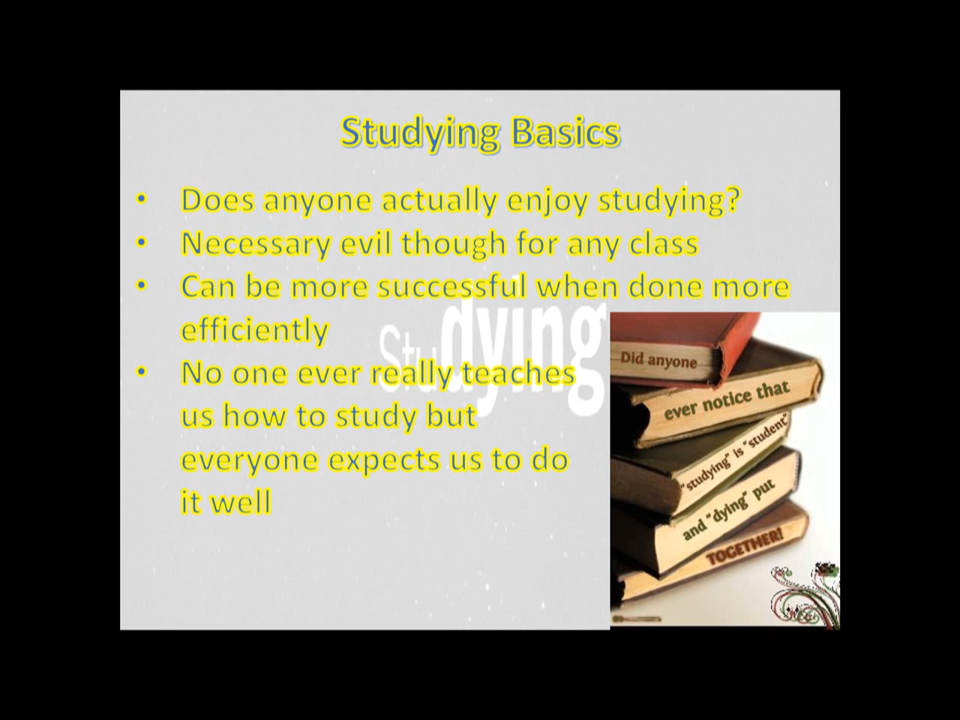 Studying Basics
• Does anyone actually enjoy studying?
• Necessary evil though for any class
• Can be more successful when done more
efficiently
• No one ever really teaches
us how to study but
everyone expects us to do
it well
Studying
Did anyone
ever notice that
"studying" is "student"
and "dying" put
TOGETHER!